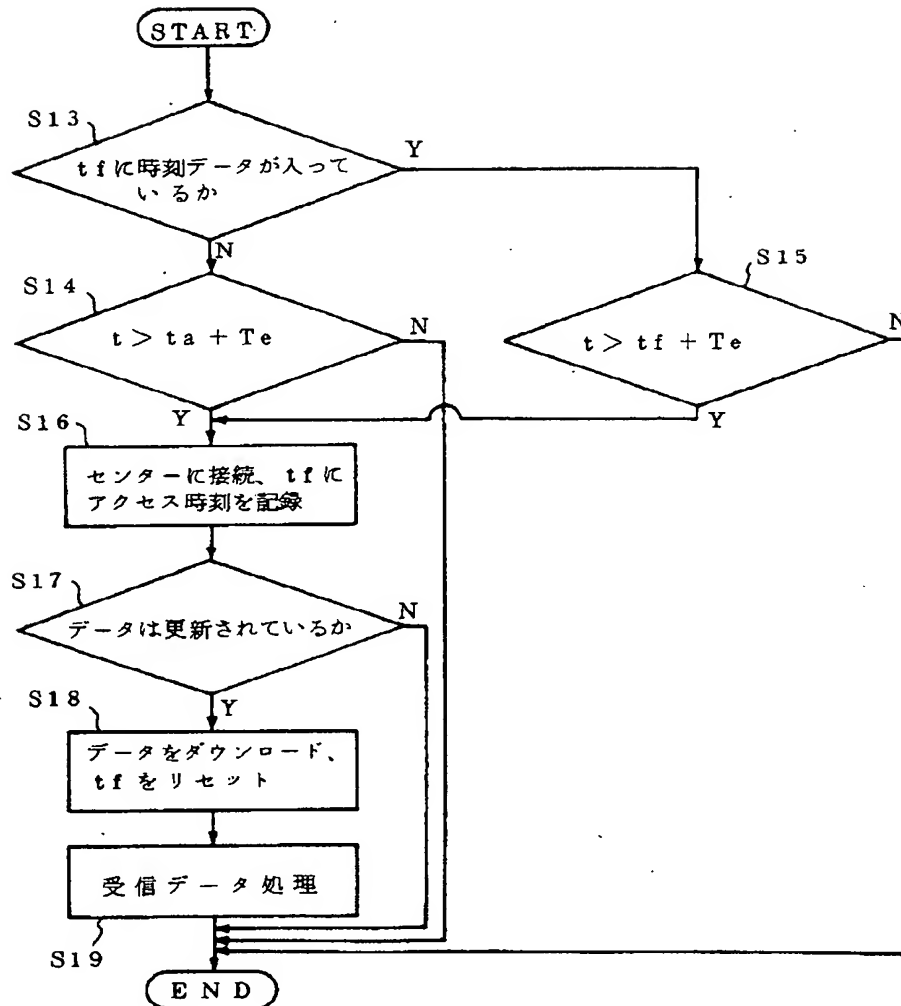 START
S13
tfに時刻データが入って
いるか
Y
N
S14
t > ta + Te
N
Y
S15
t > tf + Te
N
Y
S16
センターに接続、tfに
アクセス時刻を記録
S17
データは更新されているか
N
Y
S18
データをダウンロード、
tfをリセット
受信データ処理
S19
END